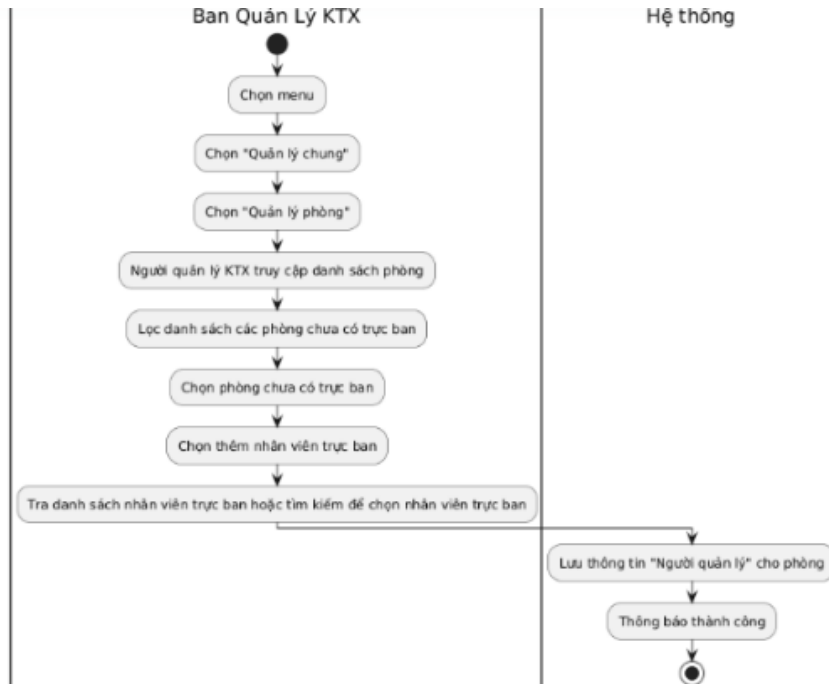 Ban Quản Lý KTX
Hệ thống
Chọn menu
Chọn "Quản lý chung"
Chọn "Quản lý phòng"
Người quản lý KTX truy cập danh sách phòng
Lọc danh sách các phòng chưa có trực ban
Chọn phòng chưa có trực ban
Chọn thêm nhân viên trực ban
Tra danh sách nhân viên trực ban hoặc tìm kiếm để chọn nhân viên trực ban
Lưu thông tin "Người quản lý" cho phòng
Thông báo thành công